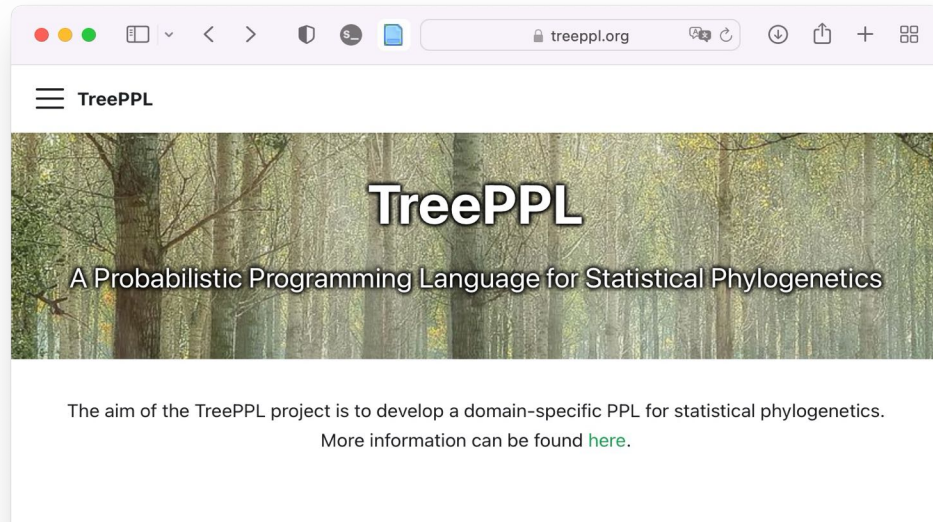 treeppl.org
TreePPL
TreePPL
A Probabilistic Programming Language for Statistical Phylogenetics
The aim of the TreePPL project is to develop a domain-specific PPL for statistical phylogenetics.
More information can be found here.